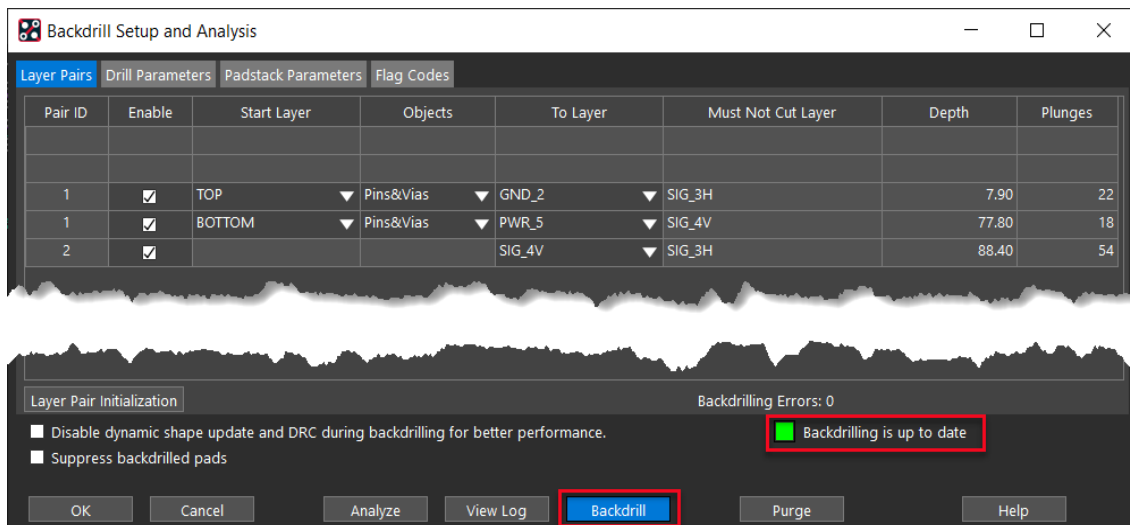 Backdrill Setup and Analysis
Layer Pairs Drill Parameters Padstack Parameters Flag Codes
Pair ID Enable Start Layer Objects To Layer Must Not Cut Layer Depth Plunges
1 TOP Pins&Vias GND_2 SIG_3H 7.90 22
1 BOTTOM Pins&Vias PWR_5 SIG_4V 77.80 18
2 SIG_4V SIG_3H 88.40 54
Layer Pair Initialization Backdrilling Errors: 0
Disable dynamic shape update and DRC during backdrilling for better performance. Backdrilling is up to date
Suppress backdrilled pads
OK Cancel Analyze View Log Backdrill Purge Help